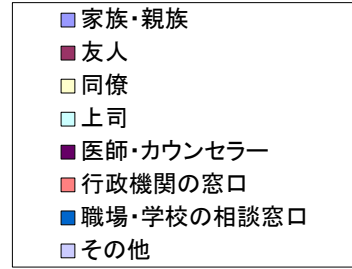 家族・親族
友人
同僚
上司
医師・カウンセラー
行政機関の窓口
職場・学校の相談窓口
その他